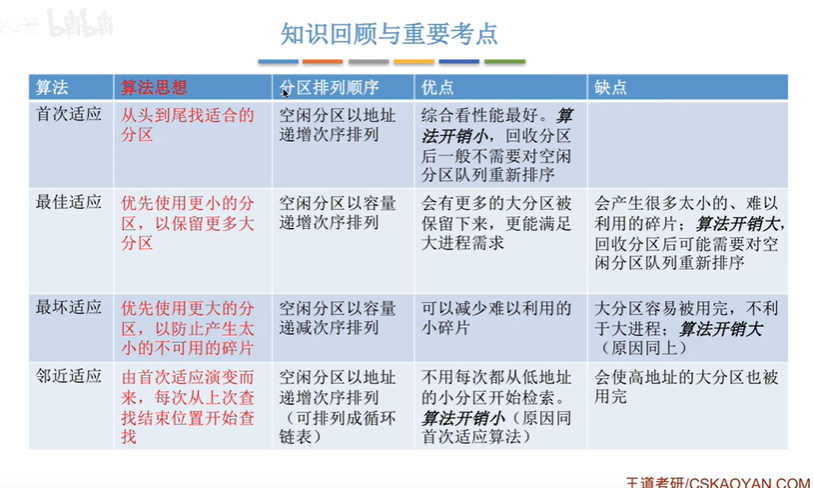 bilibili
知识回顾与重要考点
算法 算法思想 分区排列顺序 优点 缺点
首次适应
从头到尾找适合的
分区
空闲分区以地址
递增次序排列
综合看性能最好。算
法开销小，回收分区
后一般不需要对空闲
分区队列重新排序
最佳适应
优先使用更小的分
区，以保留更多大
分区
空闲分区以容量
递增次序排列
会有更多的大分区被
保留下来，更能满足
大进程需求
会产生很多太小的、难以
利用的碎片；算法开销大，
回收分区后可能需要对空
闲分区队列重新排序
最坏适应
优先使用更大的分
区，以防止产生太
小的不可用的碎片
空闲分区以容量
递减次序排列
可以减少难以利用的
小碎片
大分区容易被用完，不利
于大进程；算法开销大
（原因同上）
邻近适应
由首次适应演变而
来，每次从上次查
找结束位置开始查
找
空闲分区以地址
递增次序排列
（可排列成循环
链表）
不用每次都从低地址
的小分区开始检索。
算法开销小（原因同
首次适应算法）
会使高地址的大分区也被
用完
王道考研/CSKAOYAN.COM